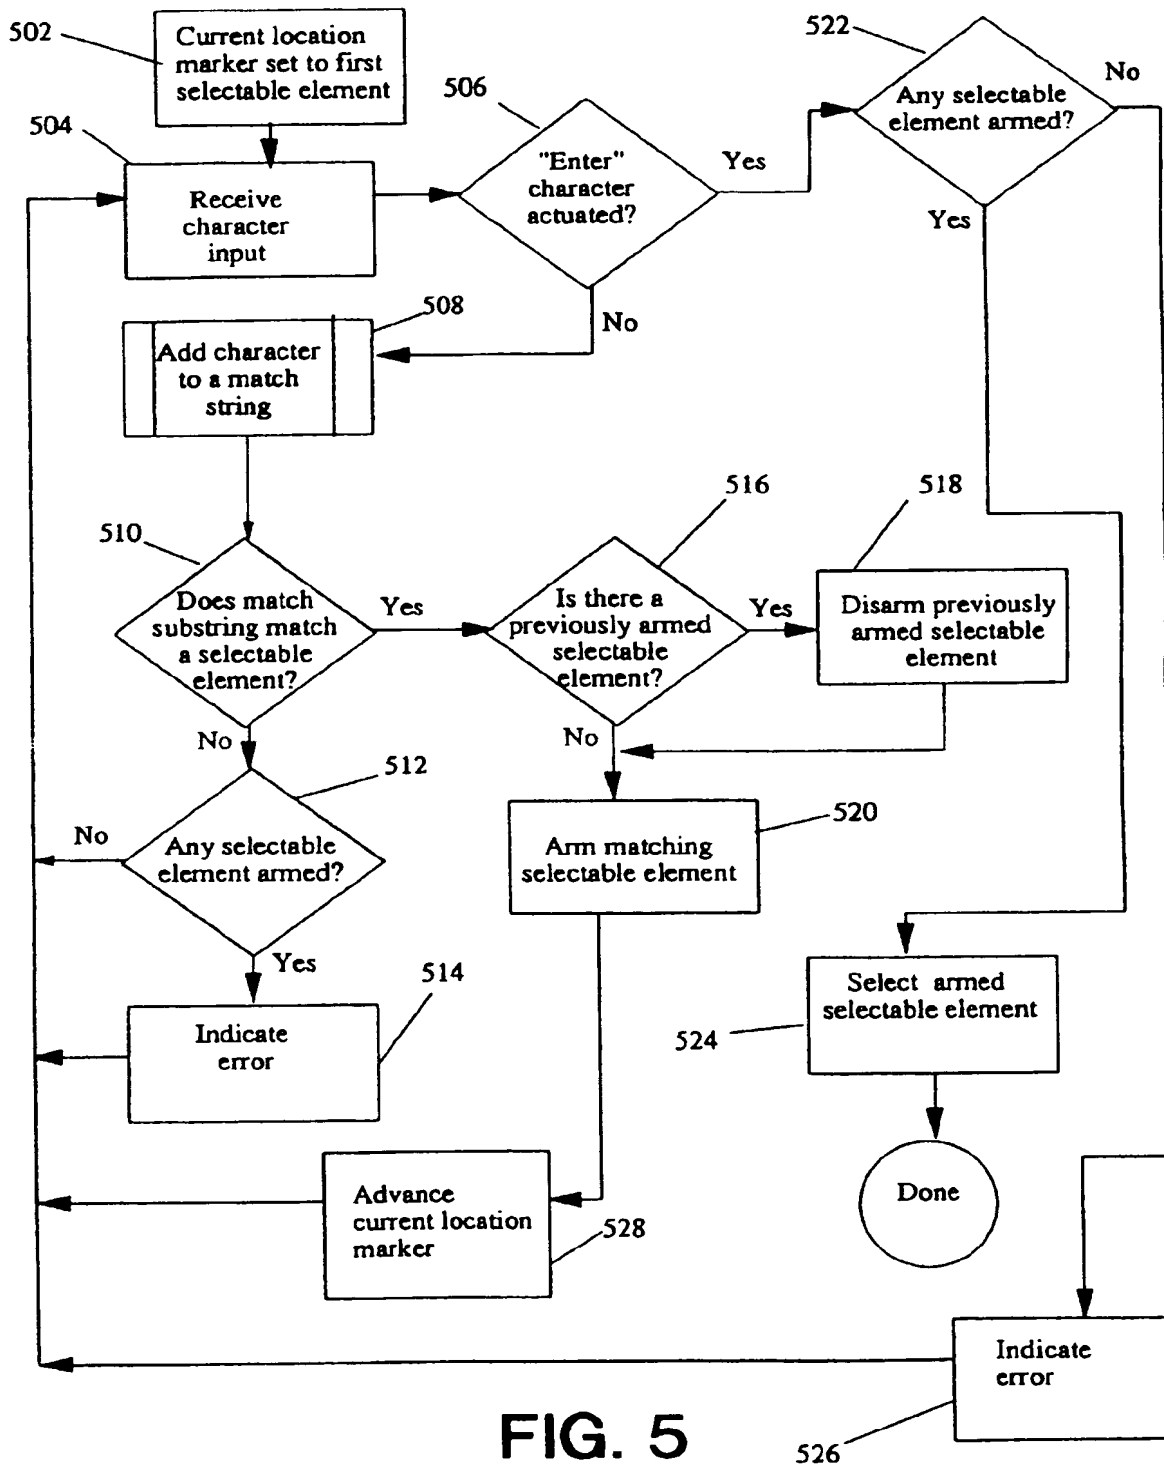 502
Current location
marker set to first
selectable element
504
Receive
character
input
506
"Enter"
character
actuated?
Yes
No
522
Any selectable
element armed?
No
Yes
508
Add character
to a match
string
510
Does match
substring match
a selectable
element?
Yes
No
516
Is there a
previously armed
selectable
element?
Yes
No
518
Disarm previously
armed selectable
element
512
Any selectable
element armed?
No
Yes
520
Arm matching
selectable element
514
Indicate
error
Select armed
selectable element
524
Done
Advance
current location
marker
528
Indicate
error
526
FIG. 5